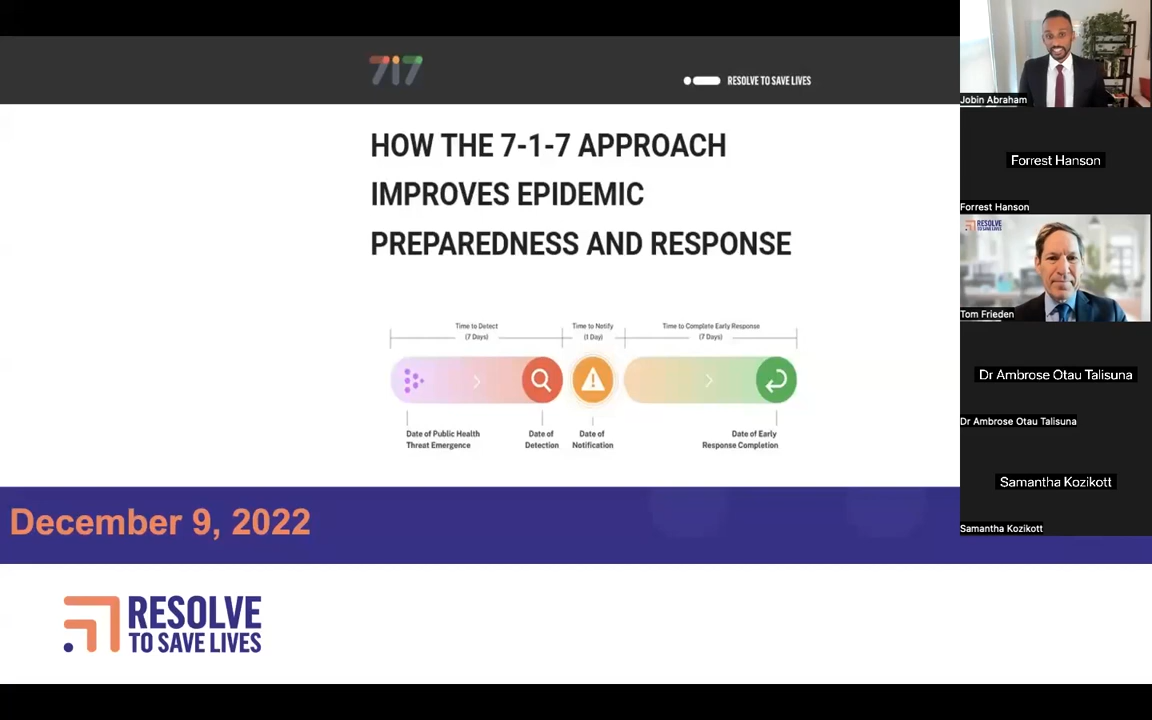 717
RESOLVE TO SAVE LIVES
HOW THE 7-1-7 APPROACH
IMPROVES EPIDEMIC
PREPAREDNESS AND RESPONSE
Time to Detect
(7 Days)
Time to Notify
(1 Day)
Time to Complete Early Response
(7 Days)
Date of Public Health
Threat Emergence
Date of
Detection
Date of
Notification
Date of Early
Response Completion
December 9, 2022
RESOLVE
TO SAVE LIVES
Jobin Abraham
Forrest Hanson
Forrest Hanson
RESOLVE
TO SAVE LIVES
Tom Frieden
Dr Ambrose Otau Talisuna
Dr Ambrose Otau Talisuna
Samantha Kozikott
Samantha Kozikott